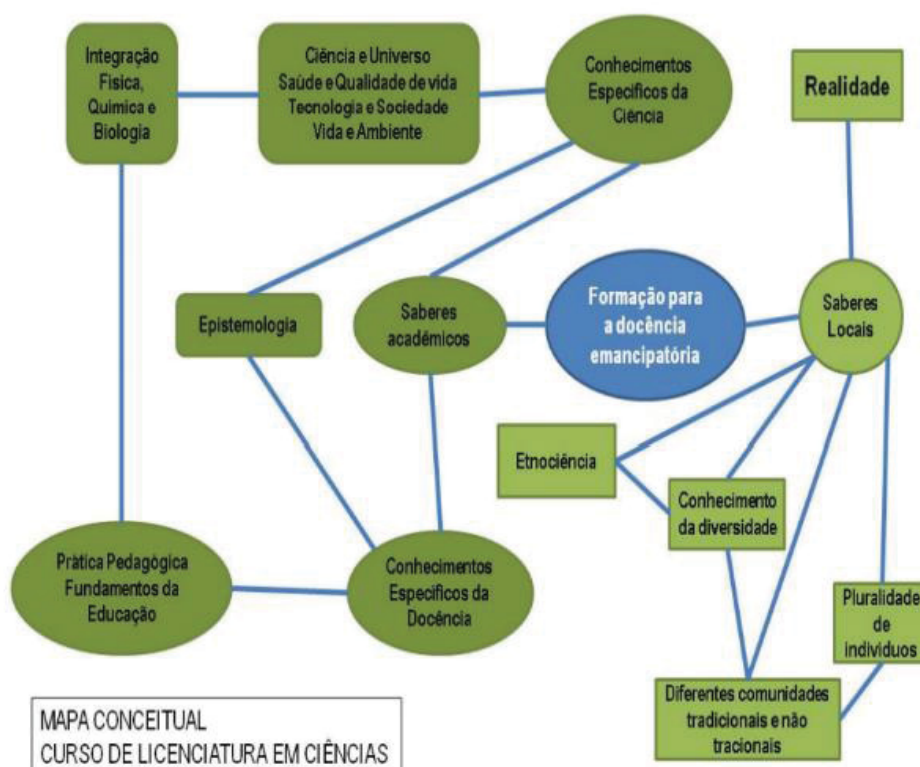 Integração
Física,
Química e
Biologia
Ciência e Universo
Saúde e Qualidade de vida
Tecnologia e Sociedade
Vida e Ambiente
Conhecimentos
Específicos da
Ciência
Realidade
Epistemologia
Saberes
académicos
Formação para
a docência
emancipatória
Saberes
Locais
Etnociência
Conhecimento
da diversidade
Prática Pedagógica
Fundamentos da
Educação
Conhecimentos
Específicos da
Docência
Pluralidade
de
individuos
Diferentes comunidades
tradicionais e não
tracionais
MAPA CONCEITUAL
CURSO DE LICENCIATURA EM CIÊNCIAS